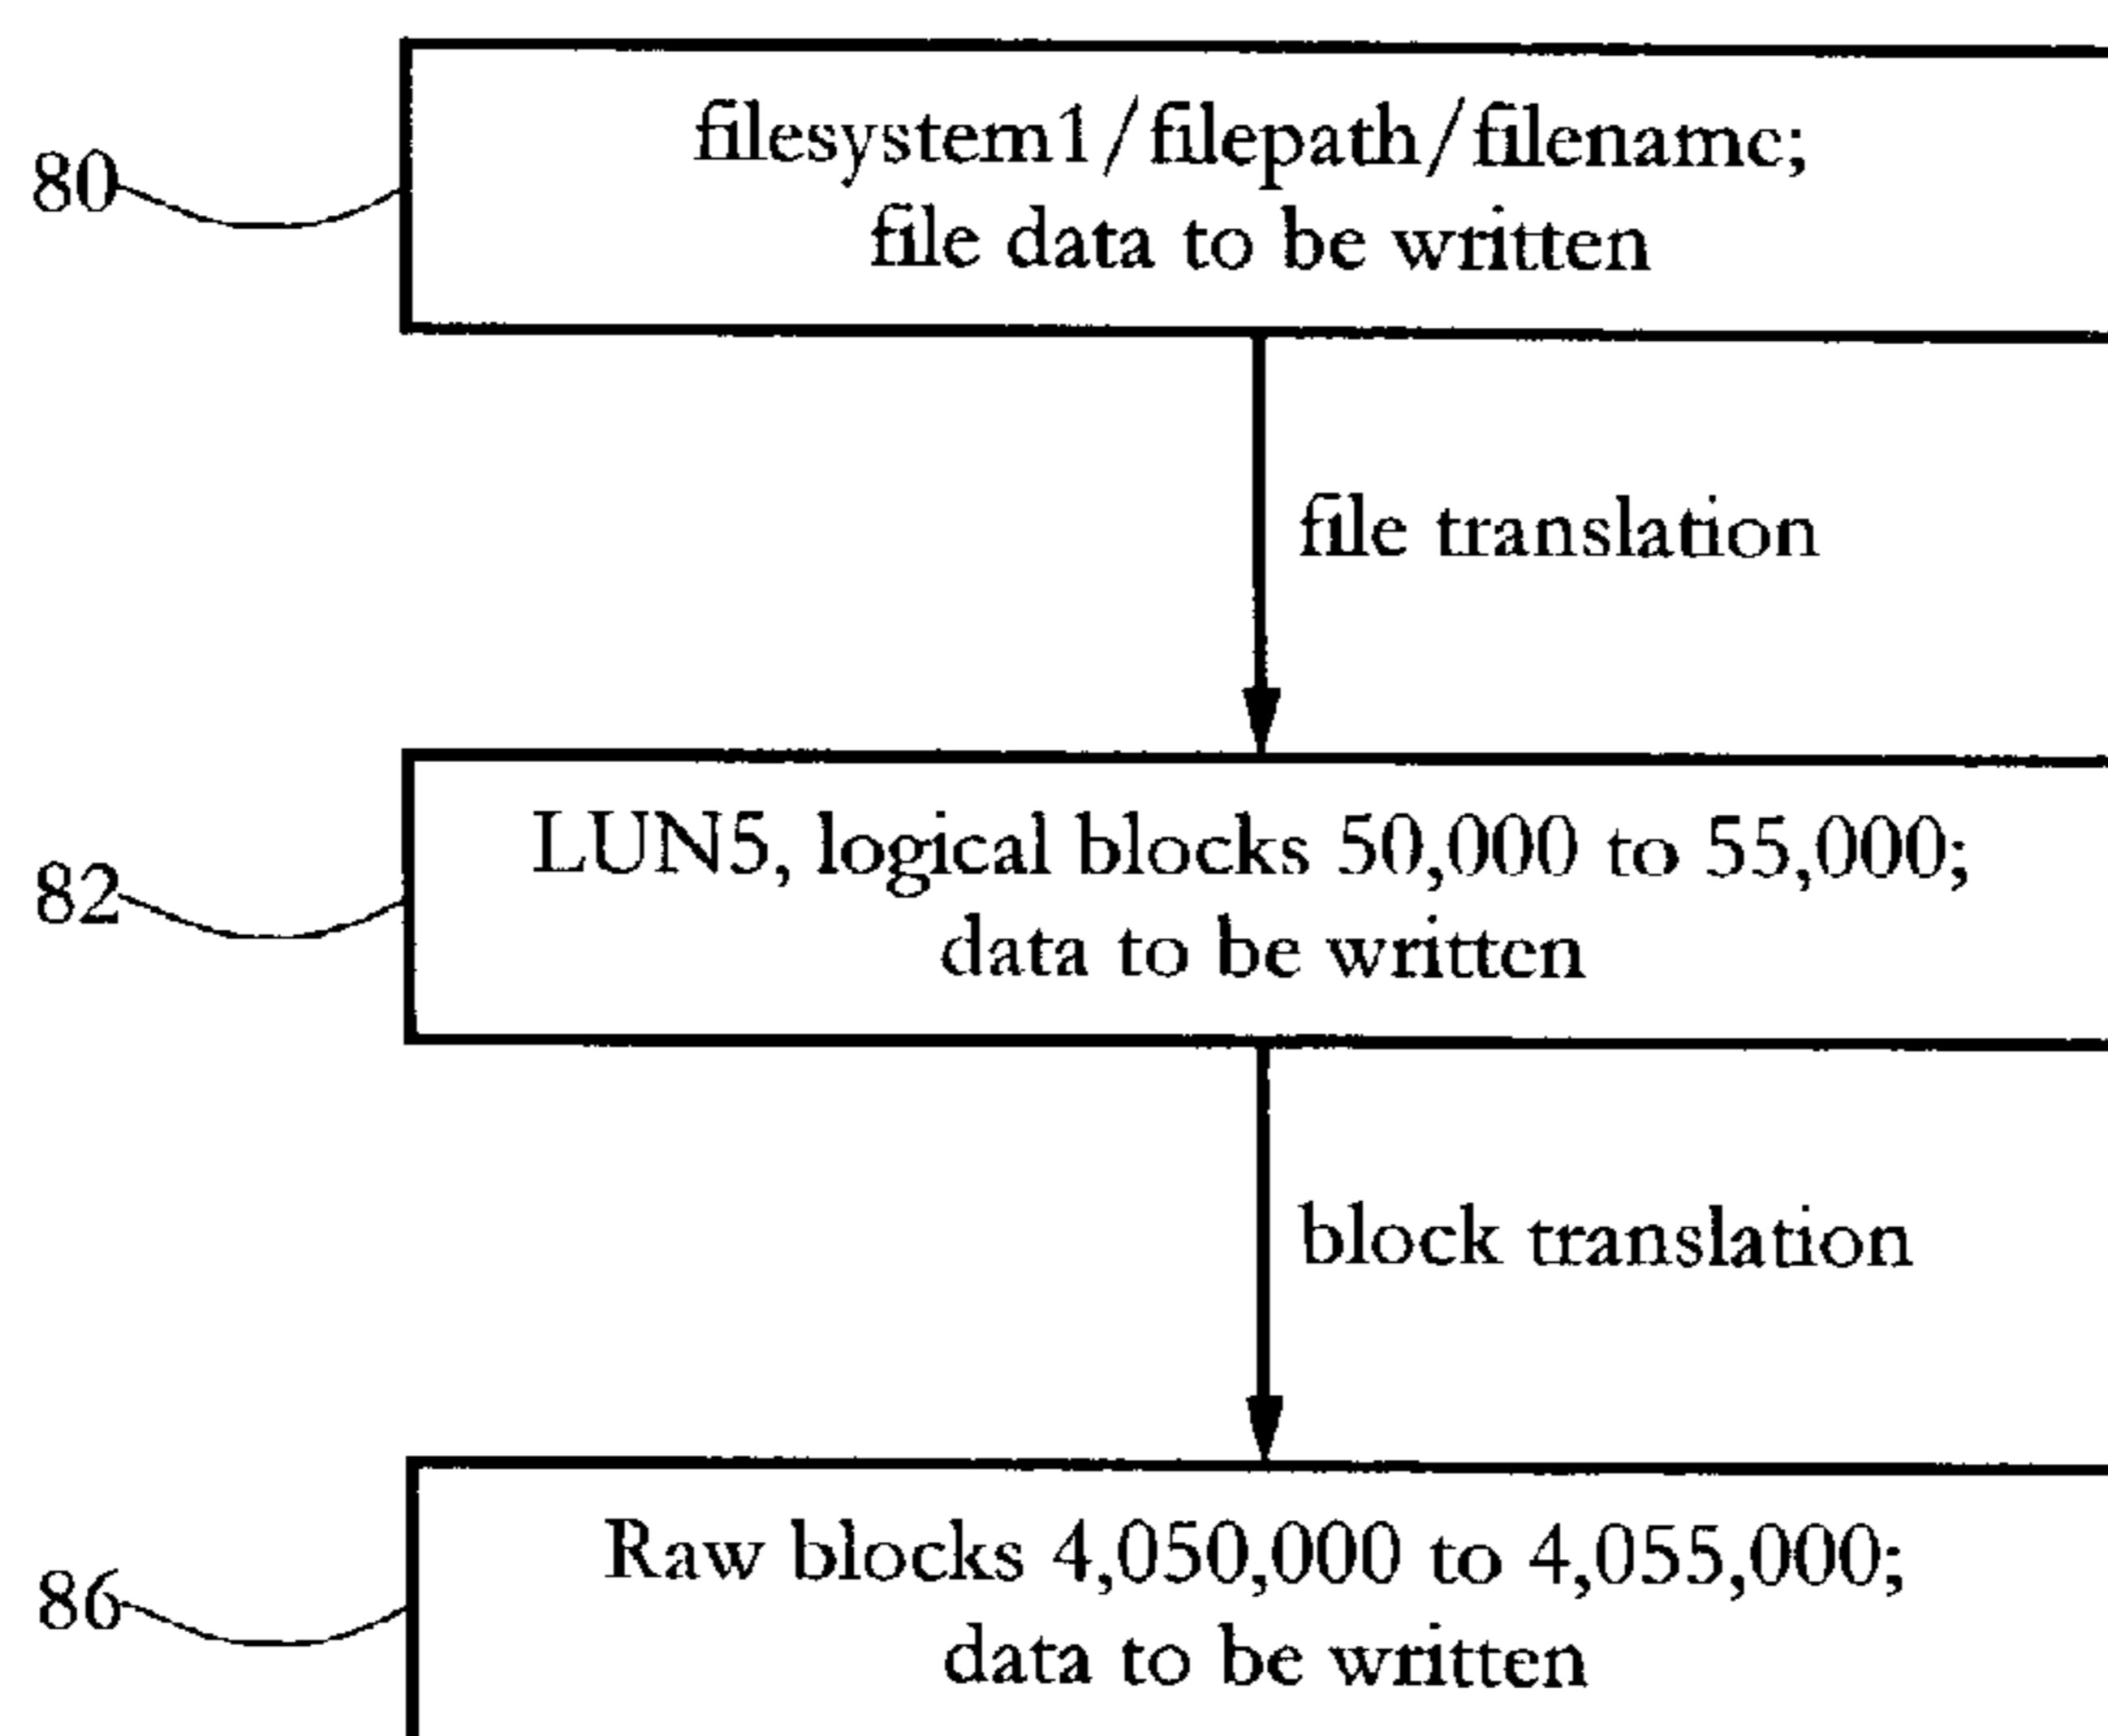 80
filesystem1/filepath/filename;
file data to be written
file translation
82
LUN5, logical blocks 50,000 to 55,000;
data to be written
block translation
86
Raw blocks 4,050,000 to 4,055,000;
data to be written